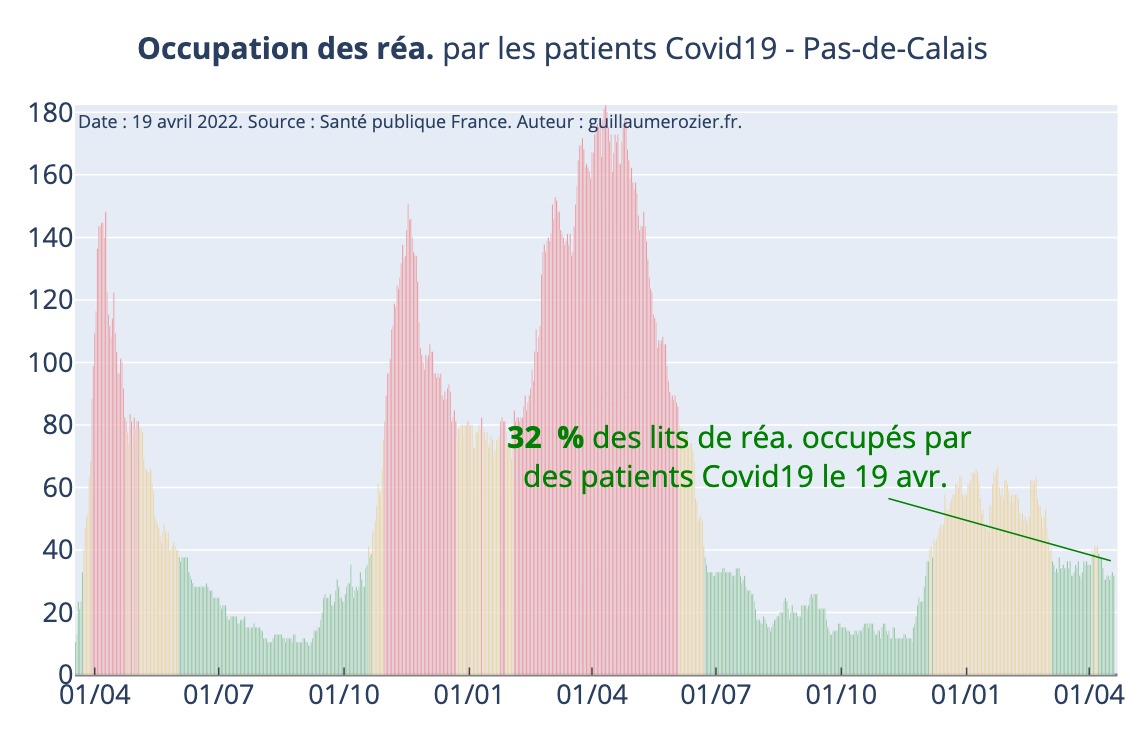 Occupation des réa. par les patients Covid19 - Pas-de-Calais
180
Date : 19 avril 2022. Source : Santé publique France. Auteur : guillaumerozier.fr.
160
140
120
100
80
32 % des lits de réa. occupés par
des patients Covid19 le 19 avr.
60
40
20
0
01/04 01/07 01/10 01/01 01/04 01/07 01/10 01/01 01/04